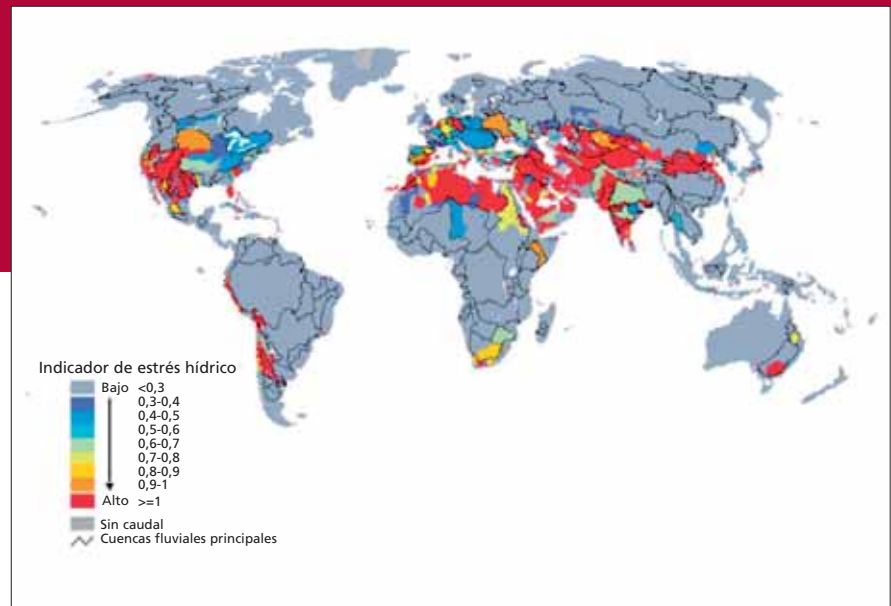 Indicador de estrés hídrico
Bajo <0,3
0,3-0,4
0,4-0,5
0,5-0,6
0,6-0,7
0,7-0,8
0,8-0,9
0,9-1
Alto >=1
Sin caudal
Cuencas fluviales principales